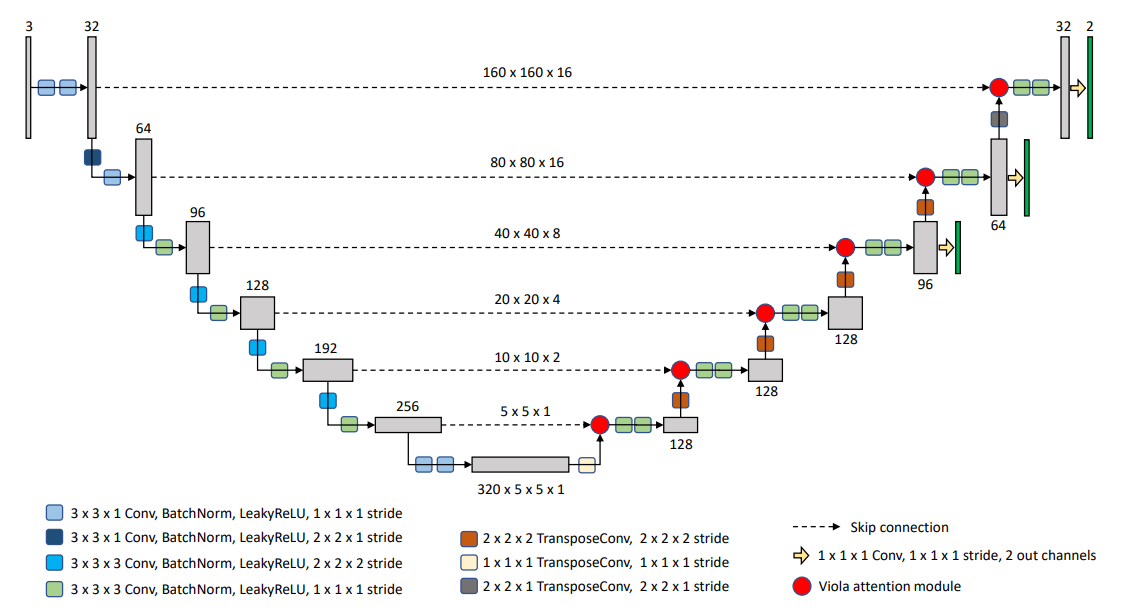 3
32
32
2
160 x 160 x 16
64
80 x 80 x 16
96
64
40 x 40 x 8
128
96
20 x 20 x 4
192
128
10 x 10 x 2
256
128
5 x 5 x 1
128
320 x 5 x 5 x 1
3 x 3 x 1 Conv, BatchNorm, LeakyReLU, 1 x 1 x 1 stride
3 x 3 x 1 Conv, BatchNorm, LeakyReLU, 2 x 2 x 1 stride
3 x 3 x 3 Conv, BatchNorm, LeakyReLU, 2 x 2 x 2 stride
3 x 3 x 3 Conv, BatchNorm, LeakyReLU, 1 x 1 x 1 stride
2 x 2 x 2 TransposeConv, 2 x 2 x 2 stride
1 x 1 x 1 TransposeConv, 1 x 1 x 1 stride
2 x 2 x 1 TransposeConv, 2 x 2 x 1 stride
Skip connection
1 x 1 x 1 Conv, 1 x 1 x 1 stride, 2 out channels
Viola attention module